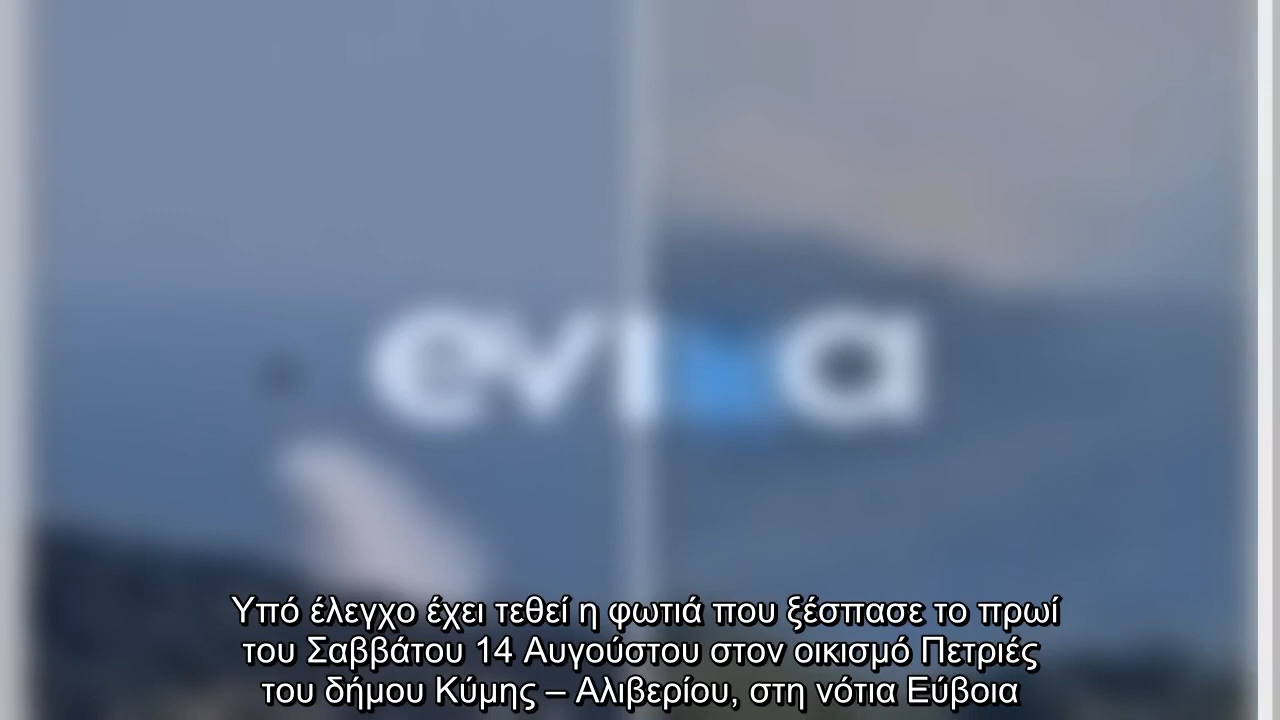 Υπό έλεγχο έχει τεθεί η φωτιά που ξέσπασε το πρωί
του Σαββάτου 14 Αυγούστου στον οικισμό Πετριές
του δήμου Κύμης – Αλιβερίου, στη νότια Εύβοια